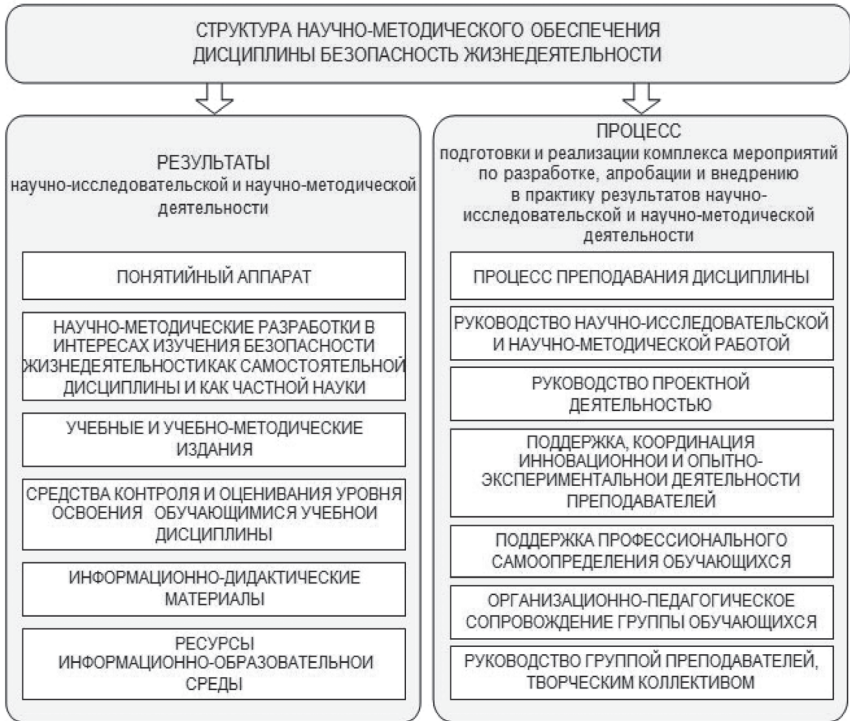 СТРУКТУРА НАУЧНО-МЕТОДИЧЕСКОГО ОБЕСПЕЧЕНИЯ
ДИСЦИПЛИНЫ БЕЗОПАСНОСТЬ ЖИЗНЕДЕЯТЕЛЬНОСТИ
РЕЗУЛЬТАТЫ
научно-исследовательской и научно-методической
деятельности
ПОНЯТИЙНЫЙ АППАРАТ
НАУЧНО-МЕТОДИЧЕСКИЕ РАЗРАБОТКИ В
ИНТЕРЕСАХ ИЗУЧЕНИЯ БЕЗОПАСНОСТИ
ЖИЗНЕДЕЯТЕЛЬНОСТИКАК САМОСТОЯТЕЛЬНОЙ
ДИСЦИПЛИНЫ И КАК ЧАСТНОЙ НАУКИ
УЧЕБНЫЕ И УЧЕБНО-МЕТОДИЧЕСКИЕ
ИЗДАНИЯ
СРЕДСТВА КОНТРОЛЯ И ОЦЕНИВАНИЯ УРОВНЯ
ОСВОЕНИЯ ОБУЧАЮЩИМИСЯ УЧЕБНОИ
ДИСЦИПЛИНЫ
ИНФОРМАЦИОННО-ДИДАКТИЧЕСКИЕ
МАТЕРИАЛЫ
РЕСУРСЫ
ИНФОРМАЦИОННО-ОБРАЗОВАТЕЛЬНОИ
СРЕДЫ
ПРОЦЕСС
подготовки и реализации комплекса мероприятий
по разработке, апробации и внедрению
в практику результатов научно-
исследовательской и научно-методической
деятельности
ПРОЦЕСС ПРЕПОДАВАНИЯ ДИСЦИПЛИНЫ
РУКОВОДСТВО НАУЧНО-ИССЛЕДОВАТЕЛЬСКОЙ
И НАУЧНО-МЕТОДИЧЕСКОЙ РАБОТОЙ
РУКОВОДСТВО ПРОЕКТНОЙ
ДЕЯТЕЛЬНОСТЬЮ
ПОДДЕРЖКА, КООРДИНАЦИЯ
ИННОВАЦИОННОИ И ОПЫТНО-
ЭКСПЕРИМЕНТАЛЬНОИ ДЕЯТЕЛЬНОСТИ
ПРЕПОДАВАТЕЛЕЙ
ПОДДЕРЖКА ПРОФЕССИОНАЛЬНОГО
САМООПРЕДЕЛЕНИЯ ОБУЧАЮЩИХСЯ
ОРГАНИЗАЦИОННО-ПЕДАГОГИЧЕСКОЕ
СОПРОВОЖДЕНИЕ ГРУППЫ ОБУЧАЮЩИХСЯ
РУКОВОДСТВО ГРУППОЙ ПРЕПОДАВАТЕЛЕЙ,
ТВОРЧЕСКИМ КОЛЛЕКТИВОМ